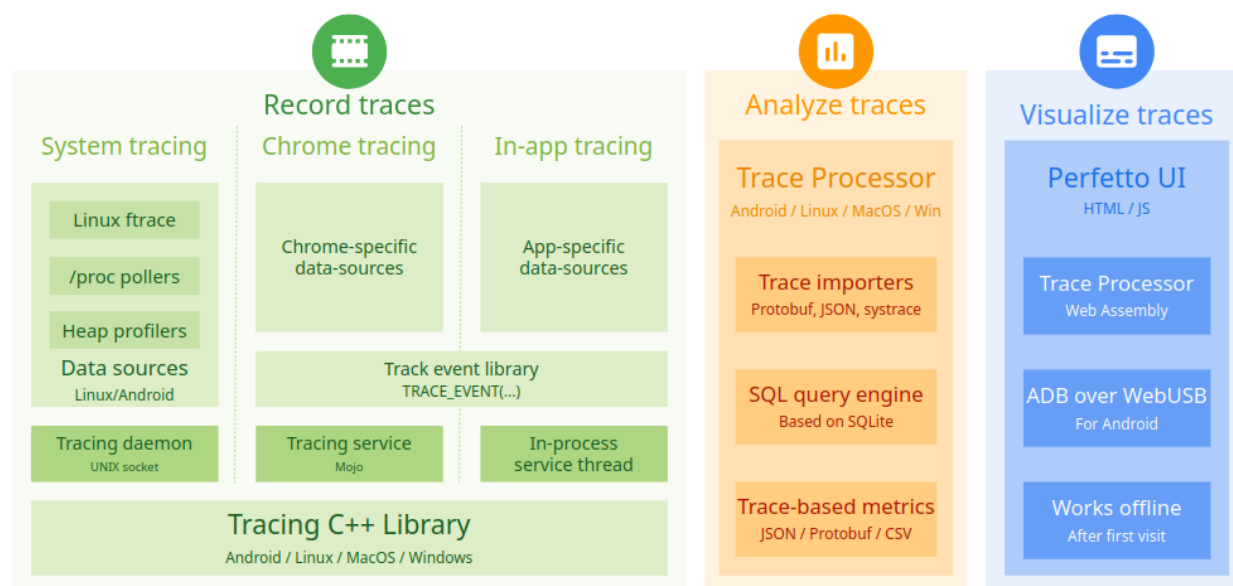 Record traces
System tracing
Linux ftrace
/proc pollers
Heap profilers
Data sources
Linux/Android
Tracing daemon
UNIX socket
Chrome tracing
Chrome-specific
data-sources
In-app tracing
App-specific
data-sources
Track event library
TRACE_EVENT(...)
Tracing service
Mojo
In-process
service thread
Tracing C++ Library
Android / Linux / MacOS / Windows
Analyze traces
Trace Processor
Android / Linux / MacOS / Win
Trace importers
Protobuf, JSON, systrace
SQL query engine
Based on SQLite
Trace-based metrics
JSON / Protobuf / CSV
Visualize traces
Perfetto UI
HTML / JS
Trace Processor
Web Assembly
ADB over WebUSB
For Android
Works offline
After first visit